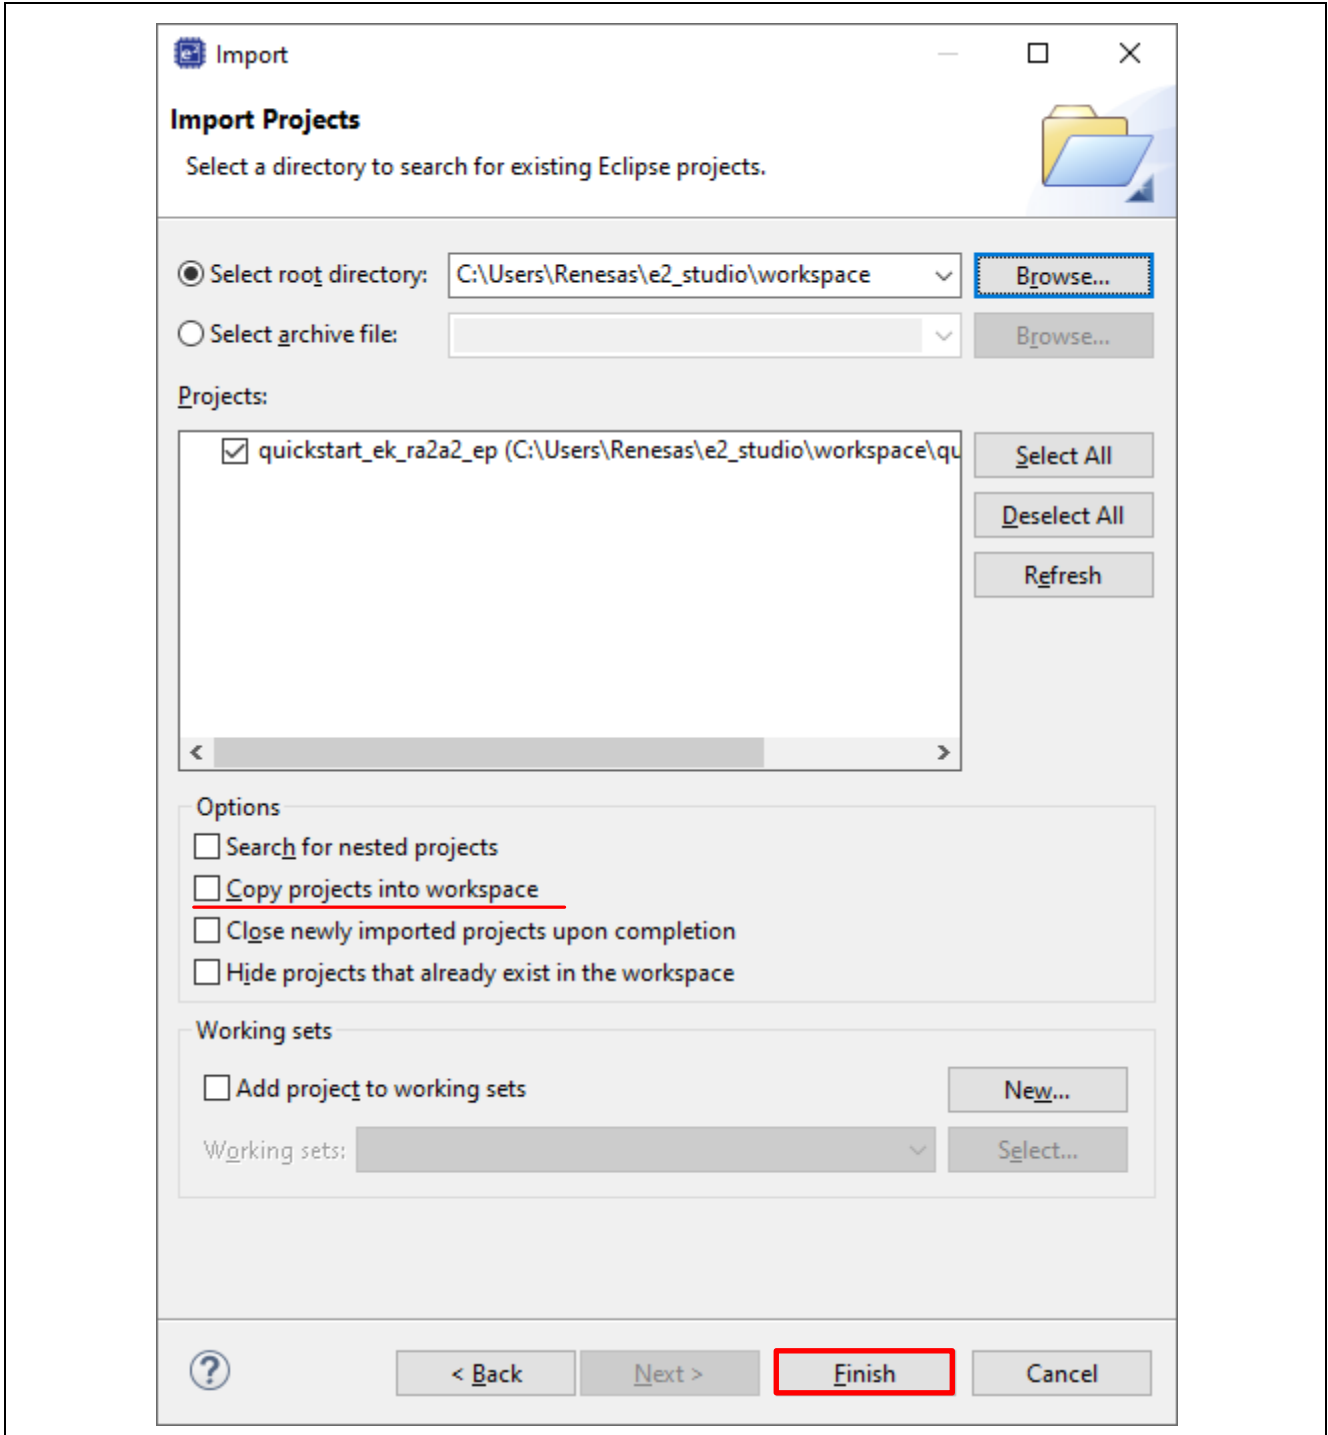 e² Import
Import Projects
Select a directory to search for existing Eclipse projects.
Select root directory: C:\Users\Renesas\e2_studio\workspace Browse...
Select archive file: Browse...
Projects:
quickstart_ek_ra2a2_ep (C:\Users\Renesas\e2_studio\workspace\qu
Select All
Deselect All
Refresh
Options
Search for nested projects
Copy projects into workspace
Close newly imported projects upon completion
Hide projects that already exist in the workspace
Working sets
Add project to working sets New...
Working sets: Select...
? < Back Next > Finish Cancel